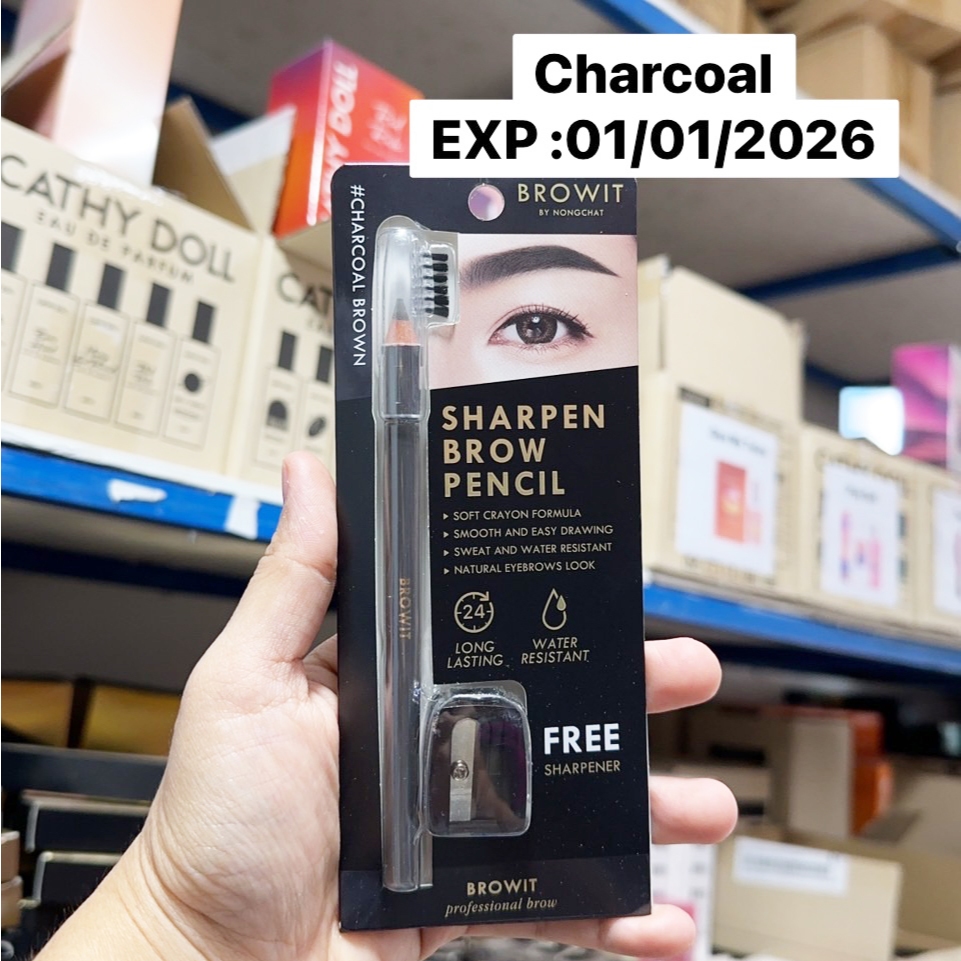 Charcoal
EXP :01/01/2026
BROWIT
BY NONGCHAT
#CHARCOAL BROWN
SHARPEN
BROW
PENCIL
SOFT CRAYON FORMULA
SMOOTH AND EASY DRAWING
SWEAT AND WATER RESISTANT
NATURAL EYEBROWS LOOK
24
LONG
LASTING
WATER
RESISTANT
BROWIT
FREE
SHARPENER
BROWIT
professional brow
CATHY DOLL
EAU DE PARFUM